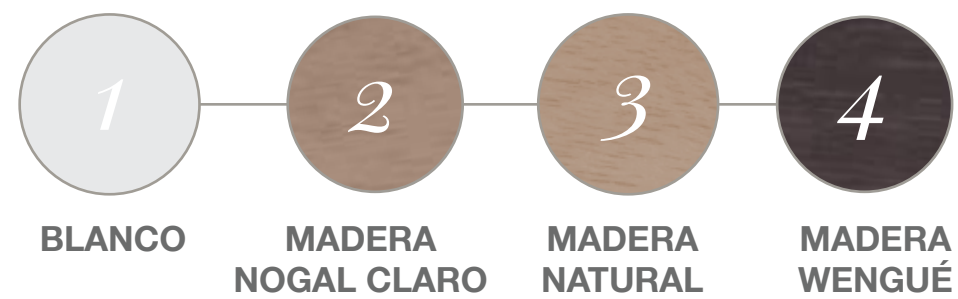 1
2
3
4
BLANCO
MADERA
NOGAL CLARO
MADERA
NATURAL
MADERA
WENGUÉ